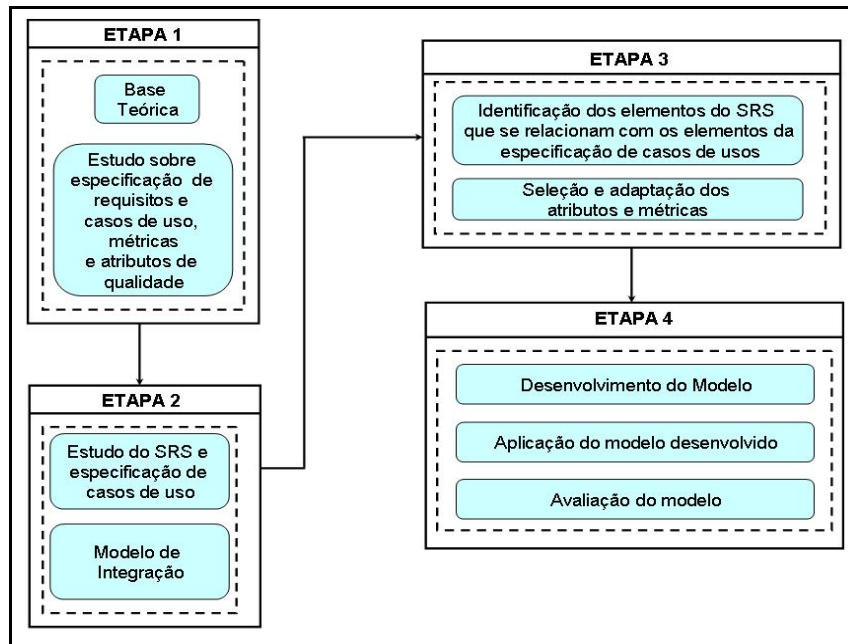 ETAPA 1
Base
Teórica
Estudo sobre
especificação de
requisitos e
casos de uso,
métricas
e atributos de
qualidade
ETAPA 2
Estudo do SRS e
especificação de
casos de uso
Modelo de
Integração
ETAPA 3
Identificação dos elementos do SRS
que se relacionam com os elementos da
especificação de casos de usos
Seleção e adaptação dos
atributos e métricas
ETAPA 4
Desenvolvimento do Modelo
Aplicação do modelo desenvolvido
Avaliação do modelo